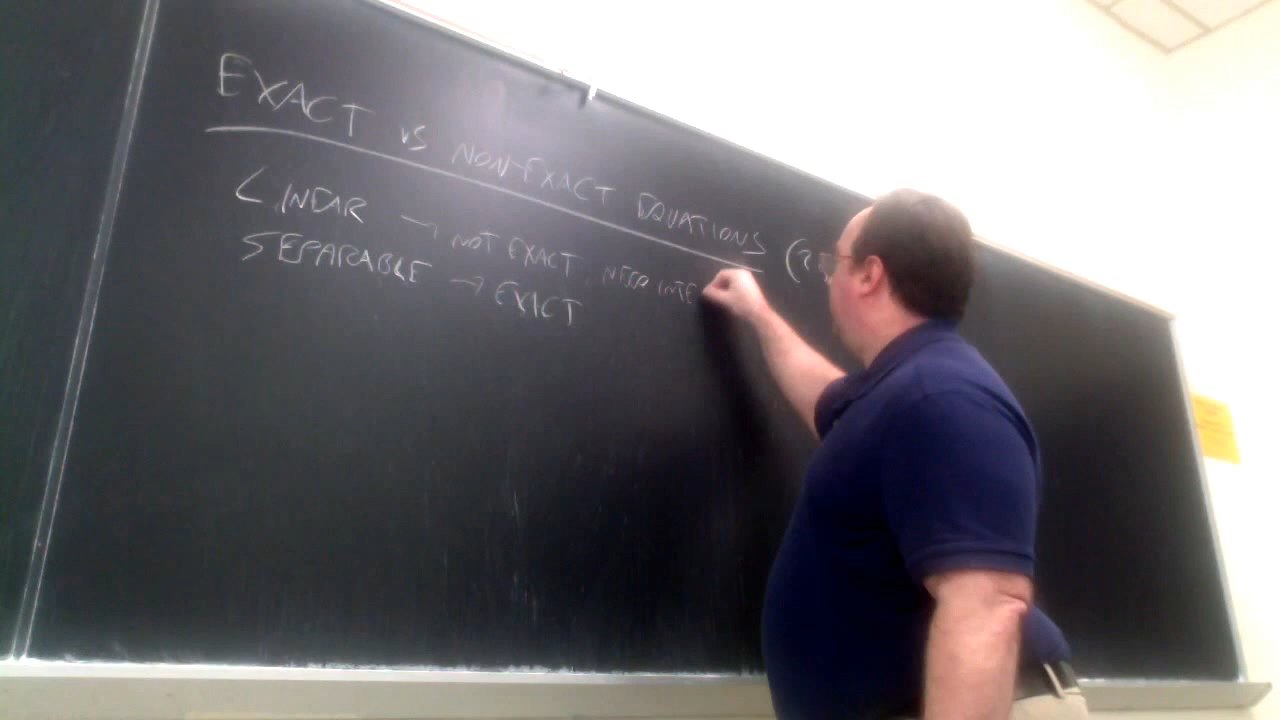 EXACT VS NON-EXACT EQUATIONS
LINEAR → NOT EXACT, NEED INTE
SEPARABLE → EXACT